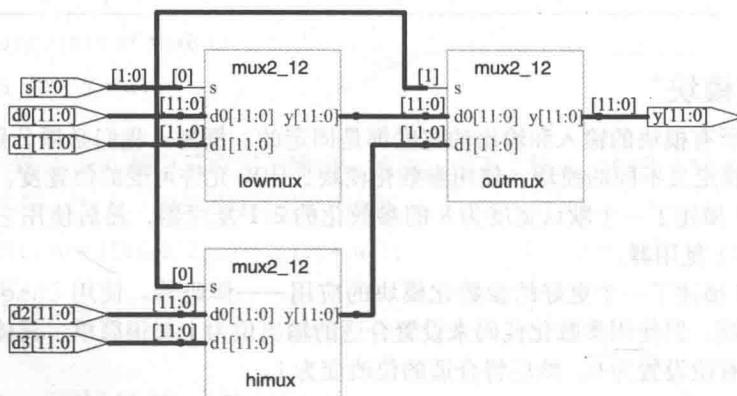 mux2_12
mux2_12
[1:0]
[0]
[1]
s[1:0]
s
s
d0[11:0]
[11:0]
d0[11:0]
y[11:0]
[11:0]
d0[11:0]
y[11:0]
[11:0]
y[11:0]
d1[11:0]
[11:0]
d1[11:0]
[11:0]
d1[11:0]
lowmux
outmux
mux2_12
[0]
s
d2[11:0]
[11:0]
d0[11:0]
y[11:0]
d3[11:0]
[11:0]
d1[11:0]
himux